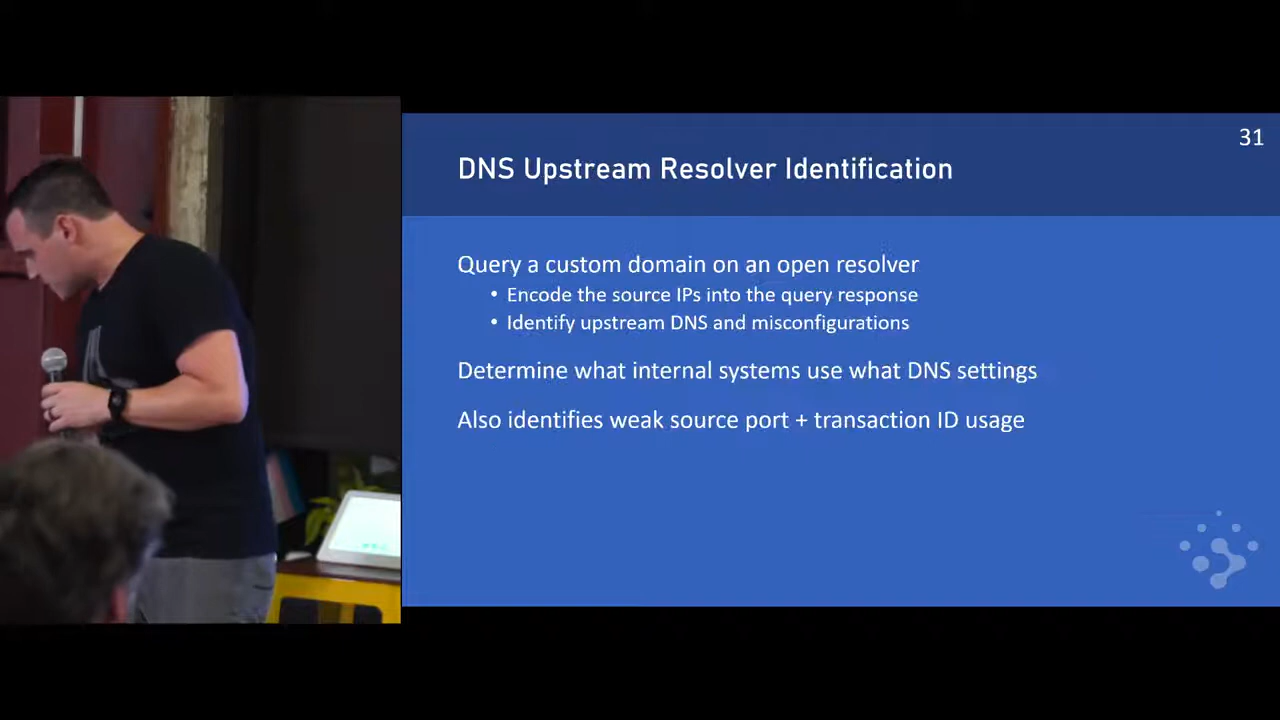 31
DNS Upstream Resolver Identification
Query a custom domain on an open resolver
• Encode the source IPs into the query response
• Identify upstream DNS and misconfigurations
Determine what internal systems use what DNS settings
Also identifies weak source port + transaction ID usage